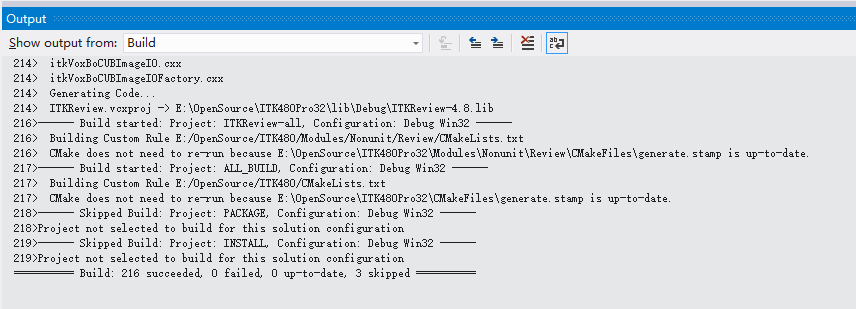 Output
Show output from: Build
214>  itkVoxBoCUBImageIO.cxx
214>  itkVoxBoCUBImageIOFactory.cxx
214>  Generating Code...
214>  ITKReview.vcxproj -> E:\OpenSource\ITK480Pro32\lib\Debug\ITKReview-4.8.lib
216>------ Build started: Project: ITKReview-all, Configuration: Debug Win32 ------
216>  Building Custom Rule E:/OpenSource/ITK480/Modules/Nonunit/Review/CMakeLists.txt
216>  CMake does not need to re-run because E:\OpenSource\ITK480Pro32\Modules\Nonunit\Review\CMakeFiles\generate.stamp is up-to-date.
217>------ Build started: Project: ALL_BUILD, Configuration: Debug Win32 ------
217>  Building Custom Rule E:/OpenSource/ITK480/CMakeLists.txt
217>  CMake does not need to re-run because E:\OpenSource\ITK480Pro32\CMakeFiles\generate.stamp is up-to-date.
218>------ Skipped Build: Project: PACKAGE, Configuration: Debug Win32 ------
218>Project not selected to build for this solution configuration
219>------ Skipped Build: Project: INSTALL, Configuration: Debug Win32 ------
219>Project not selected to build for this solution configuration
========== Build: 216 succeeded, 0 failed, 0 up-to-date, 3 skipped ==========